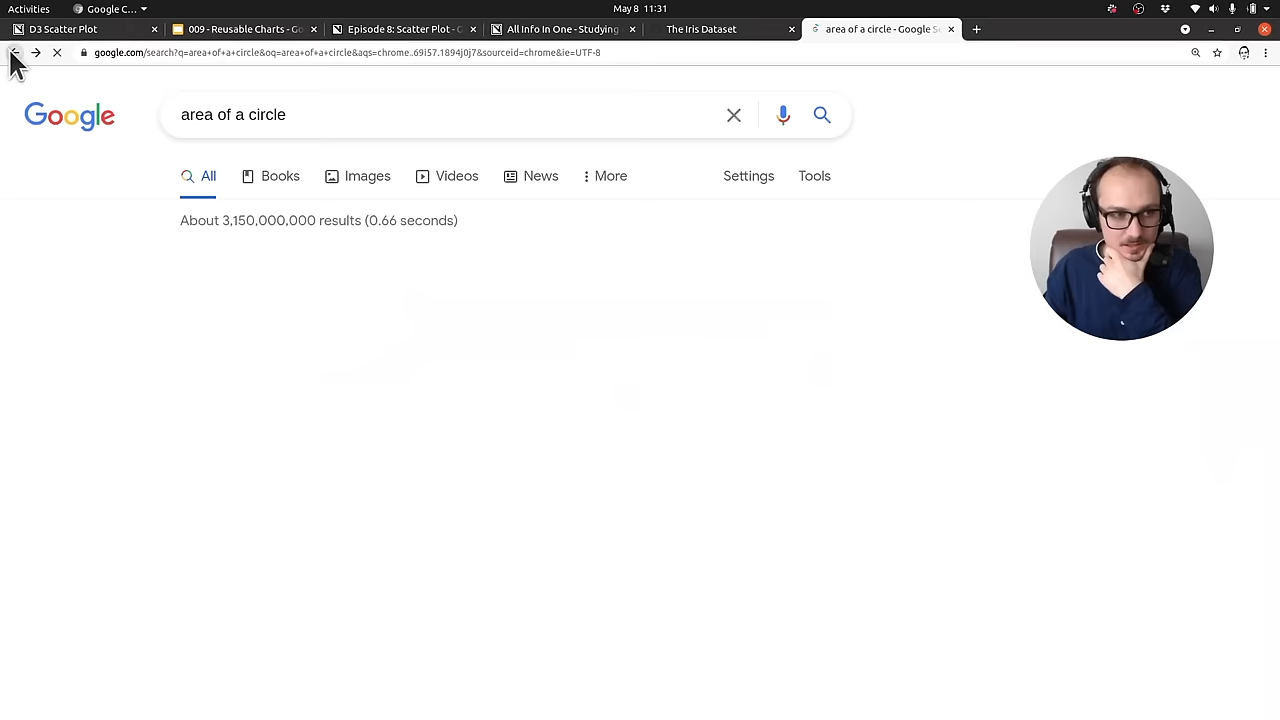 Activities
Google C...
May 8 11:31
D3 Scatter Plot
009 - Reusable Charts - Go
Episode 8: Scatter Plot - C
All Info In One - Studying
The Iris Dataset
area of a circle - Google Se
google.com/search?q=area+of+a+circle&oq=area+of+a+circle&aqs=chrome..69i57.1894j0j7&sourceid=chrome&ie=UTF-8
Google
area of a circle
All
Books
Images
Videos
News
More
Settings
Tools
About 3,150,000,000 results (0.66 seconds)